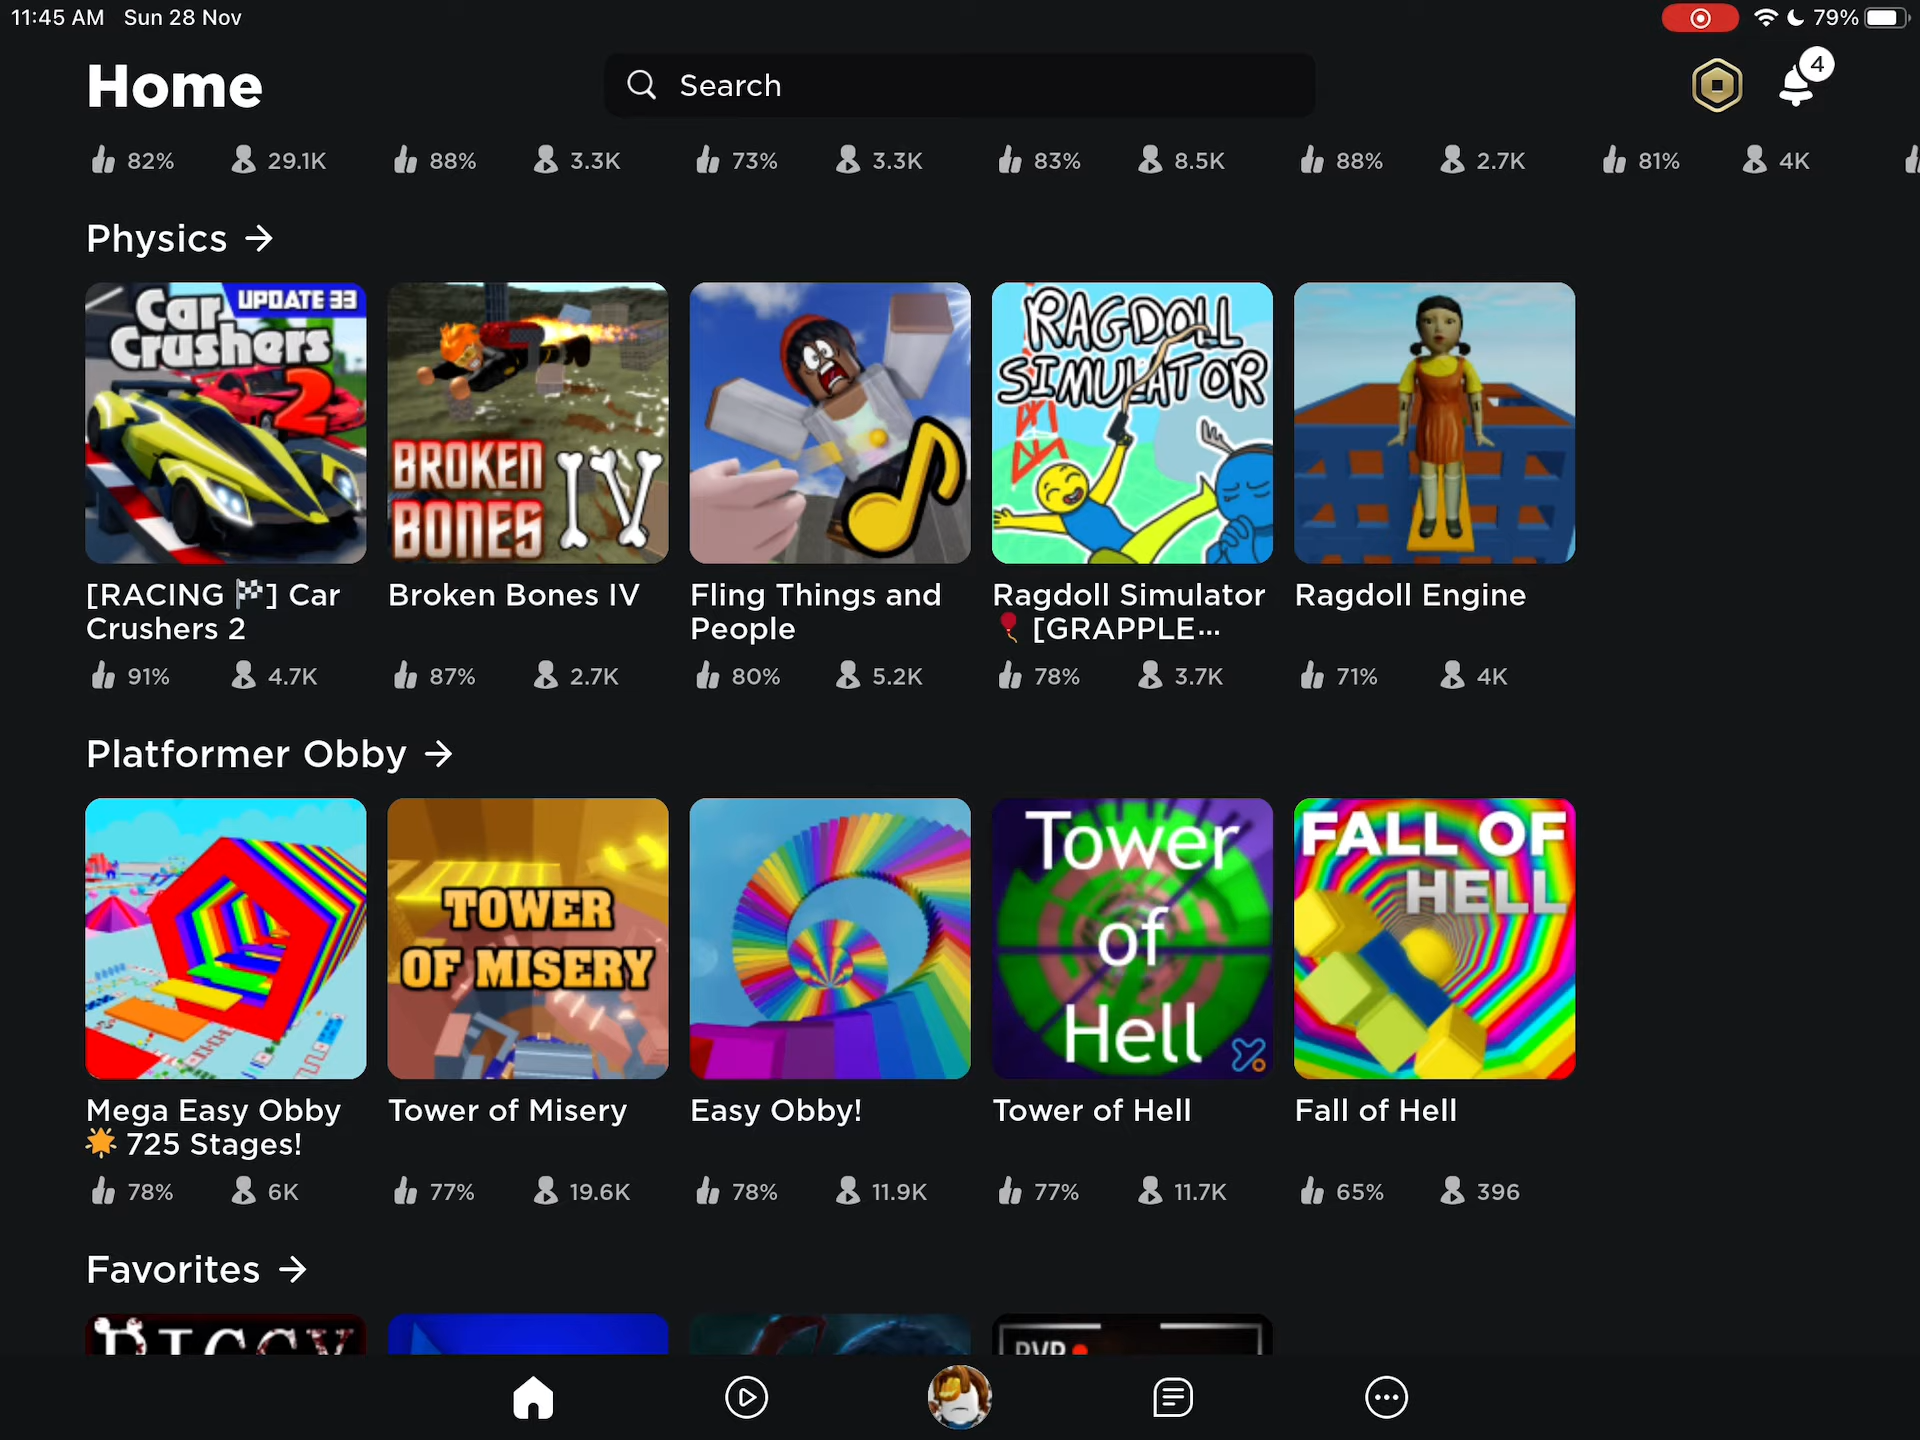 11:45 AM Sun 28 Nov 79%
Home
Search
4
82% 29.1K 88% 3.3K 73% 3.3K 83% 8.5K 88% 2.7K 81% 4K
Physics →
Car Crushers 2 UPDATE 33
BROKEN BONES IV
RAGDOLL SIMULATOR
[RACING 🏁] Car Crushers 2
Broken Bones IV
Fling Things and People
Ragdoll Simulator 🎈 [GRAPPLE...
Ragdoll Engine
91% 4.7K 87% 2.7K 80% 5.2K 78% 3.7K 71% 4K
Platformer Obby →
TOWER OF MISERY
Tower of Hell
FALL OF HELL
Mega Easy Obby 🌟 725 Stages!
Tower of Misery
Easy Obby!
Tower of Hell
Fall of Hell
78% 6K 77% 19.6K 78% 11.9K 77% 11.7K 65% 396
Favorites →
PIGGY